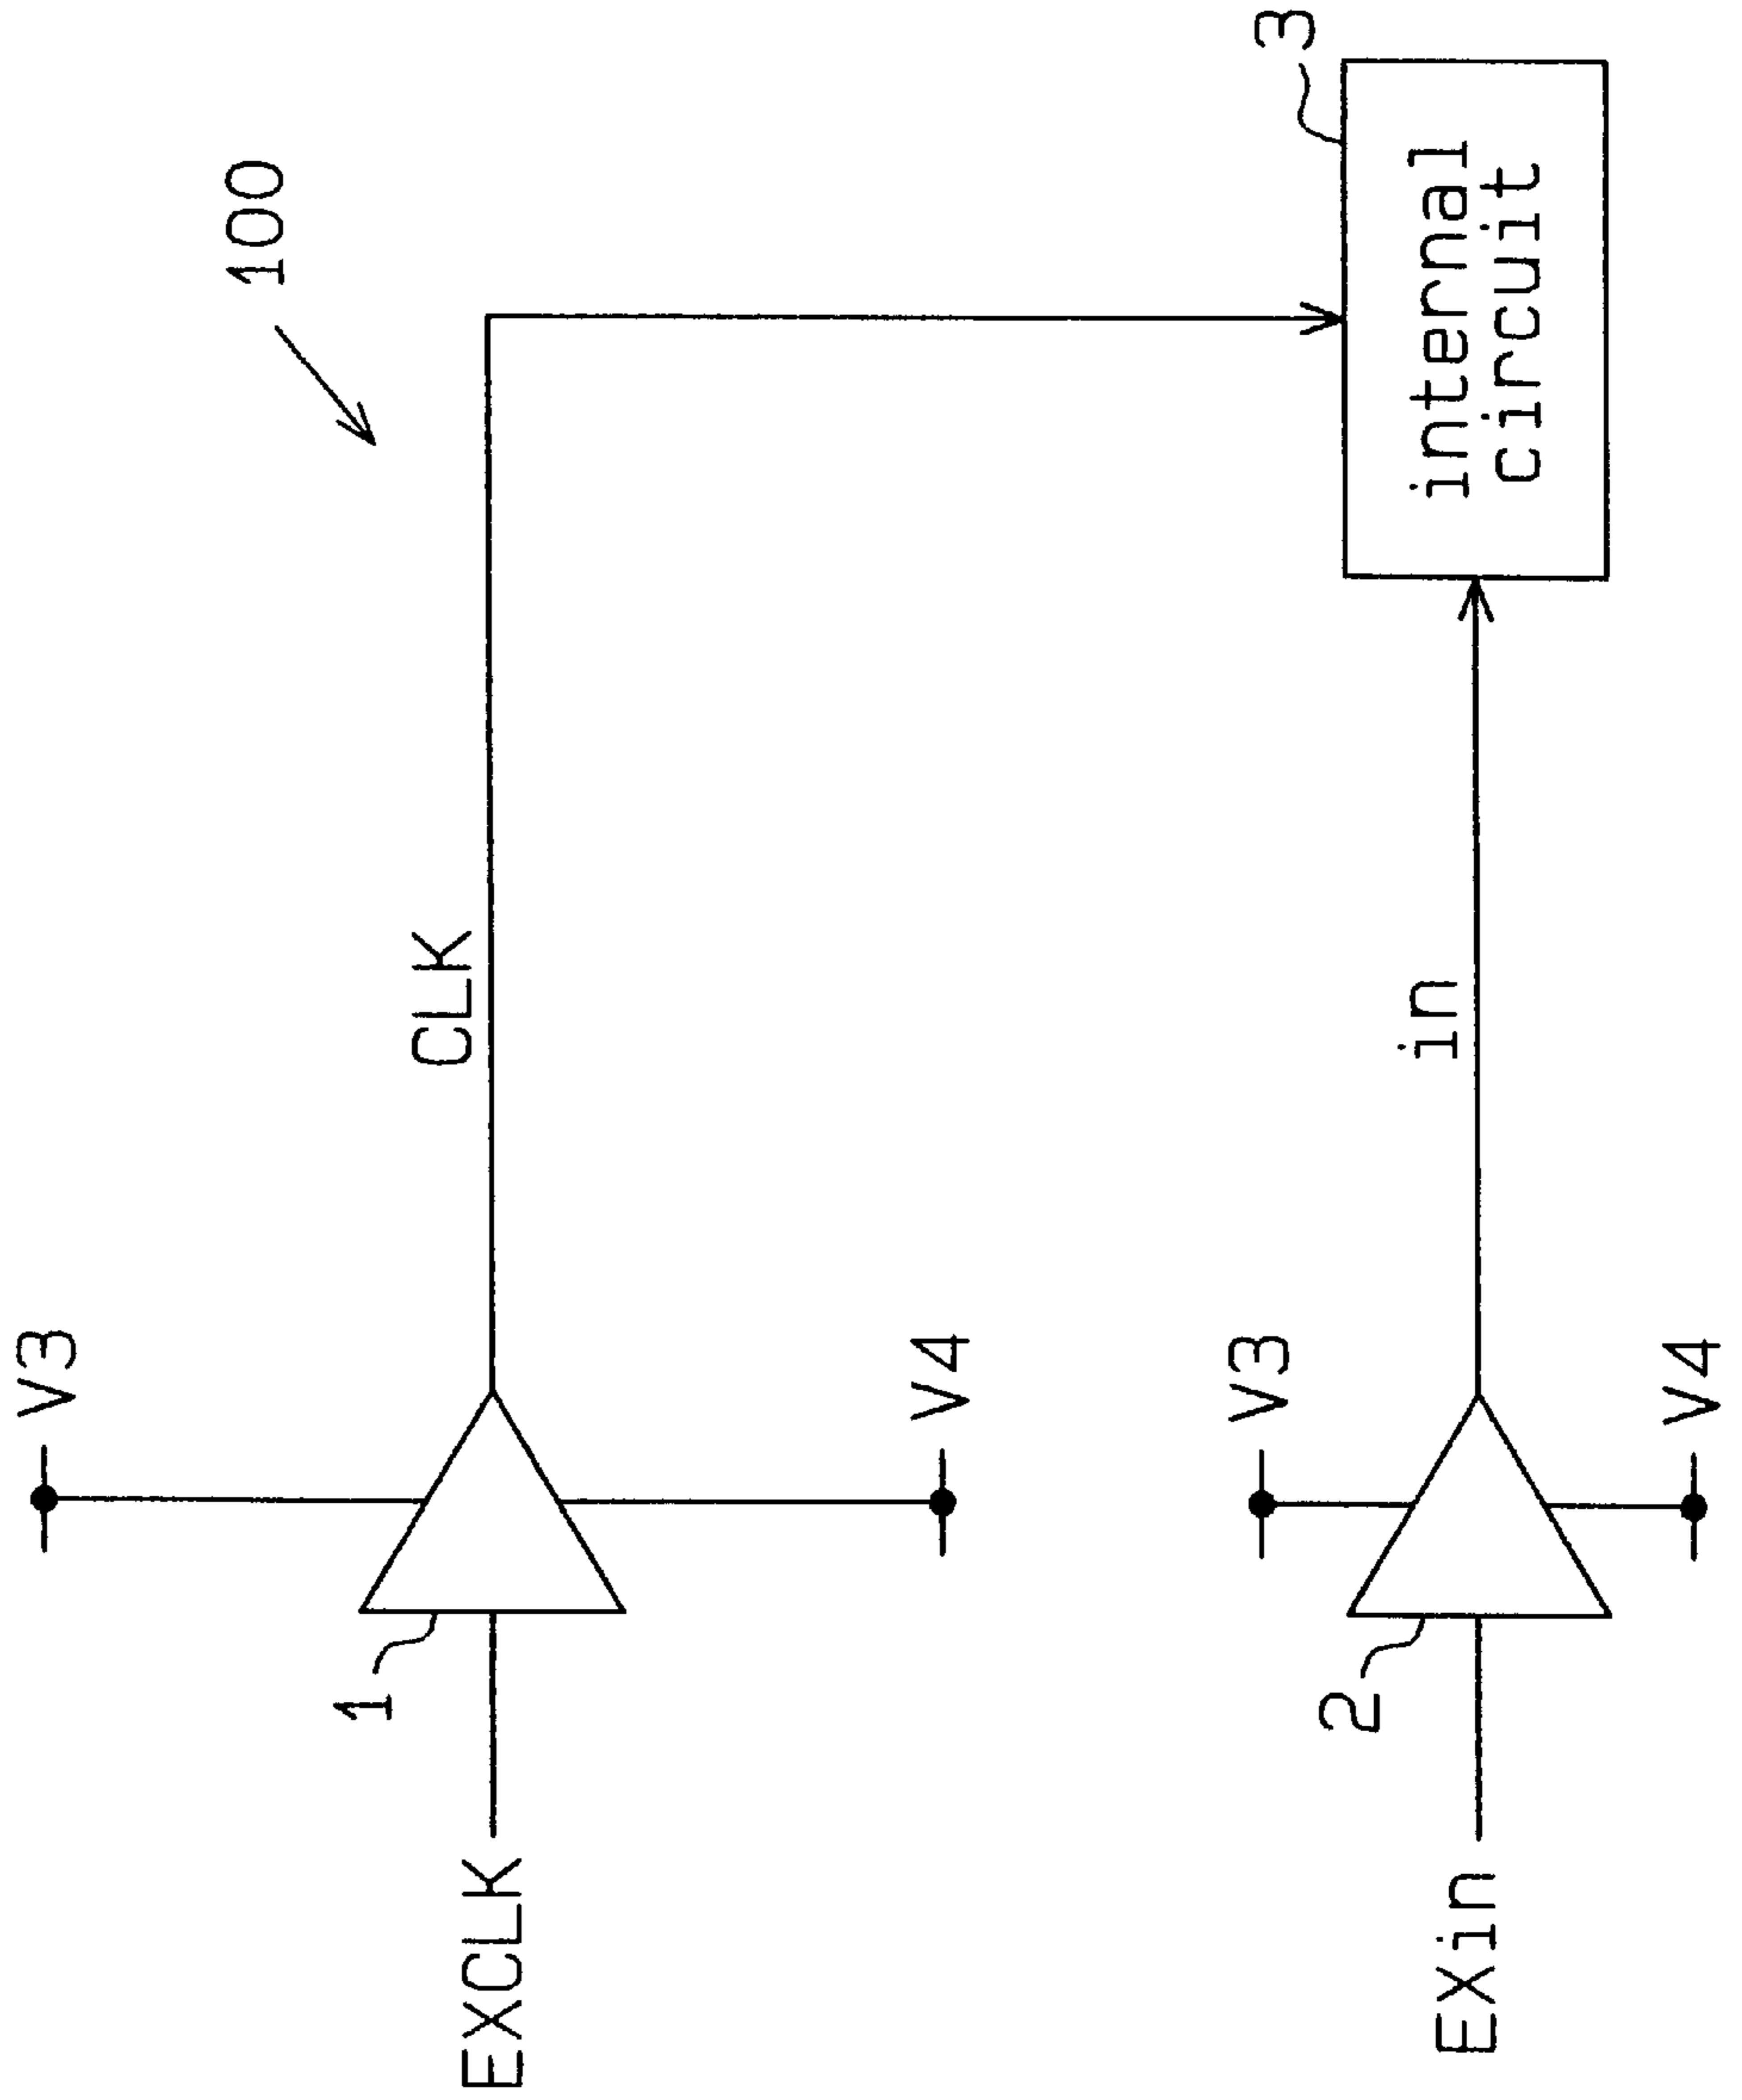 100
V3
CLK
1
EXCLK
V4
V3
3
in
internal
circuit
2
EXin
V4